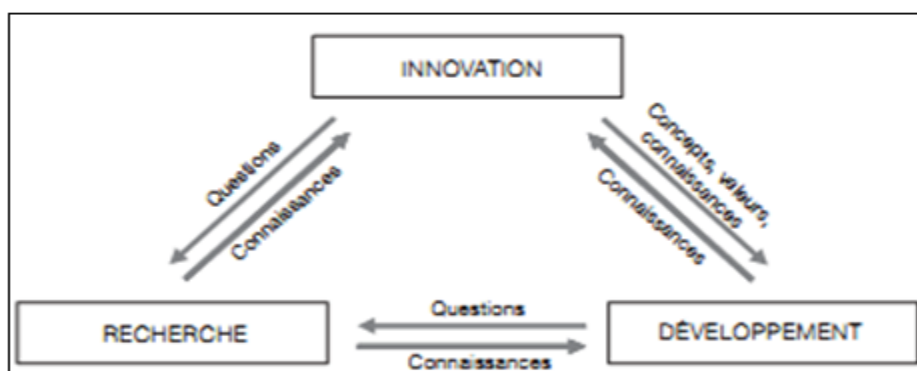 INNOVATION
Questions
Connaissances
Concepts, valeurs,
connaissances
Connaissances
RECHERCHE
Questions
Connaissances
DÉVELOPPEMENT